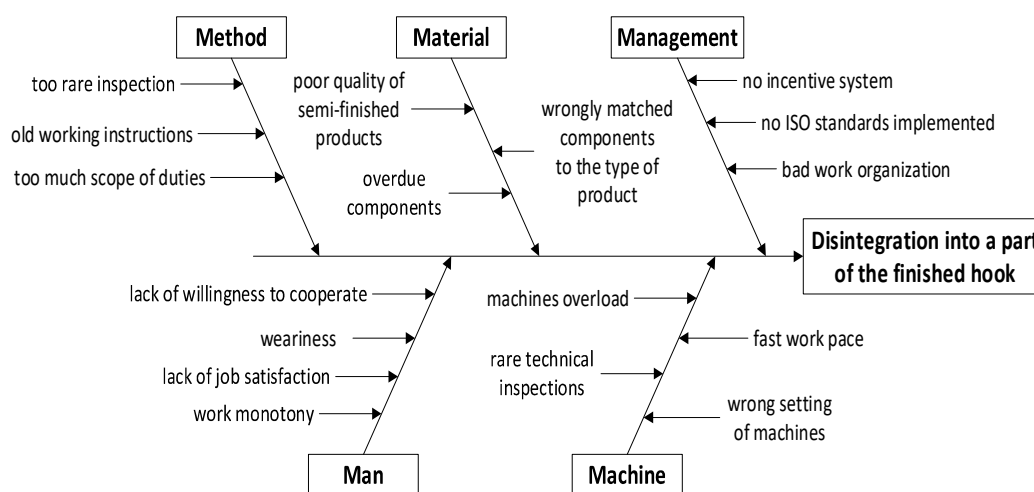 Method
Material
Management
too rare inspection
old working instructions
too much scope of duties
poor quality of
semi-finished
products
overdue
components
wrongly matched
components
to the type of
product
no incentive system
no ISO standards implemented
bad work organization
Disintegration into a part
of the finished hook
lack of willingness to cooperate
weariness
lack of job satisfaction
work monotony
machines overload
rare technical
inspections
fast work pace
wrong setting
of machines
Man
Machine